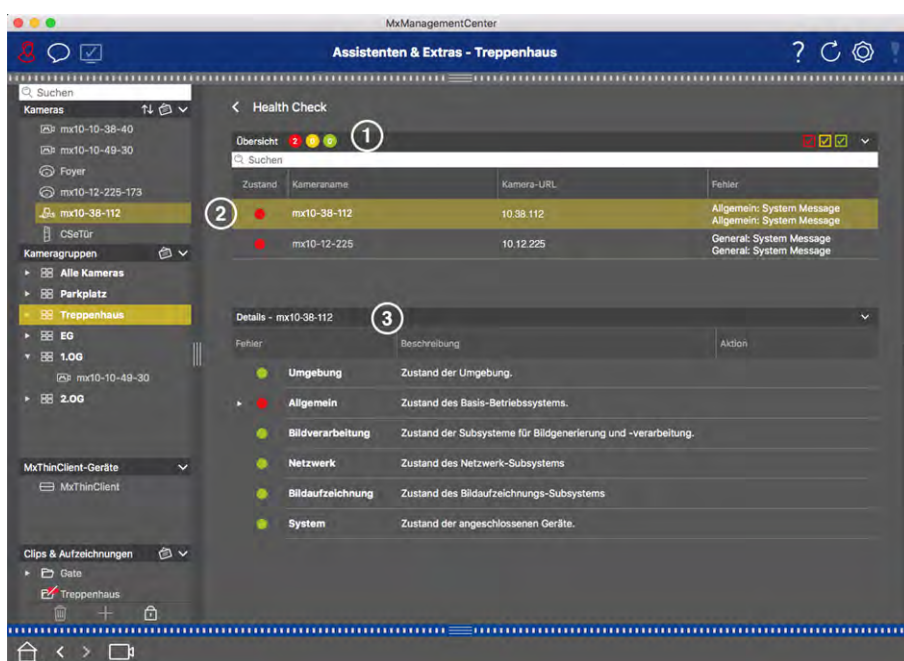 MxManagementCenter
Assistenten & Extras - Treppenhaus
?
Suchen
Kameras
mx10-10-38-40
mx10-10-49-30
Foyer
mx10-12-225-173
mx10-38-112
CSeTür
Kameragruppen
Alle Kameras
Parkplatz
Treppenhaus
EG
1.OG
mx10-10-49-30
2.OG
MxThinClient-Geräte
MxThinClient
Clips & Aufzeichnungen
Gate
Treppenhaus
Health Check
Übersicht 2 0 0 1
Suchen
Zustand Kameraname Kamera-URL Fehler
2 mx10-38-112 10.38.112 Allgemein: System Message
Allgemein: System Message
mx10-12-225 10.12.225 General: System Message
General: System Message
Details - mx10-38-112 3
Fehler Beschreibung Aktion
Umgebung Zustand der Umgebung.
Allgemein Zustand des Basis-Betriebssystems.
Bildverarbeitung Zustand der Subsysteme für Bildgenerierung und -verarbeitung.
Netzwerk Zustand des Netzwerk-Subsystems
Bildaufzeichnung Zustand des Bildaufzeichnungs-Subsystems
System Zustand der angeschlossenen Geräte.